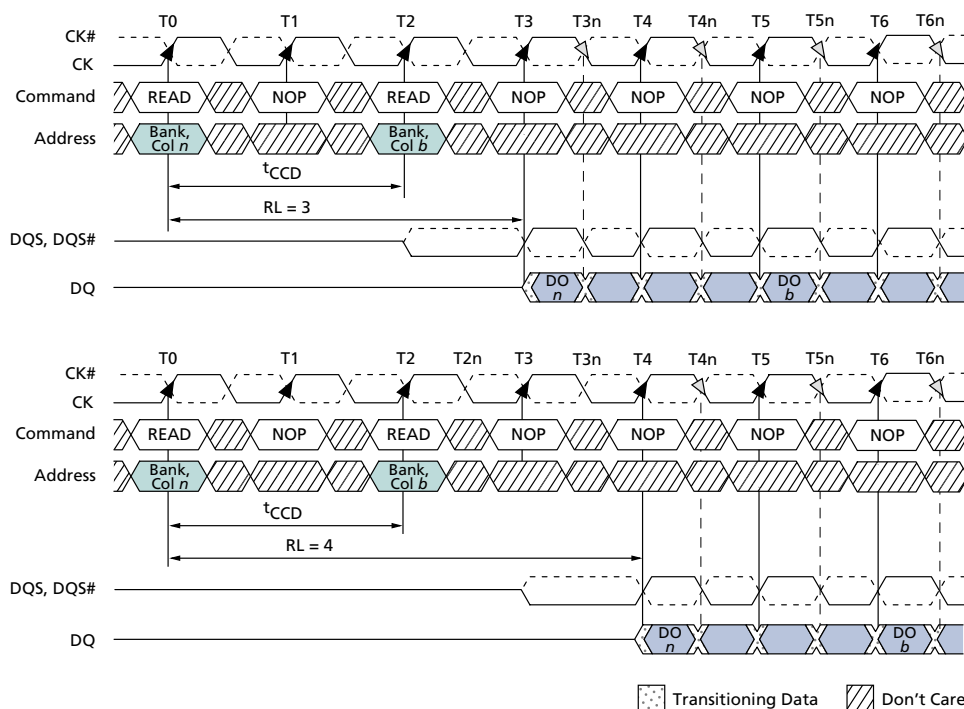 T0 T1 T2 T3 T3n T4 T4n T5 T5n T6 T6n
CK#
CK
Command READ NOP READ NOP NOP NOP NOP
Address Bank, Col n Bank, Col b
tCCD
RL = 3
DQS, DQS#
DQ DO n DO b
T0 T1 T2 T2n T3 T3n T4 T4n T5 T5n T6 T6n
CK#
CK
Command READ NOP READ NOP NOP NOP NOP
Address Bank, Col n Bank, Col b
tCCD
RL = 4
DQS, DQS#
DQ DO n DO b
Transitioning Data Don't Care